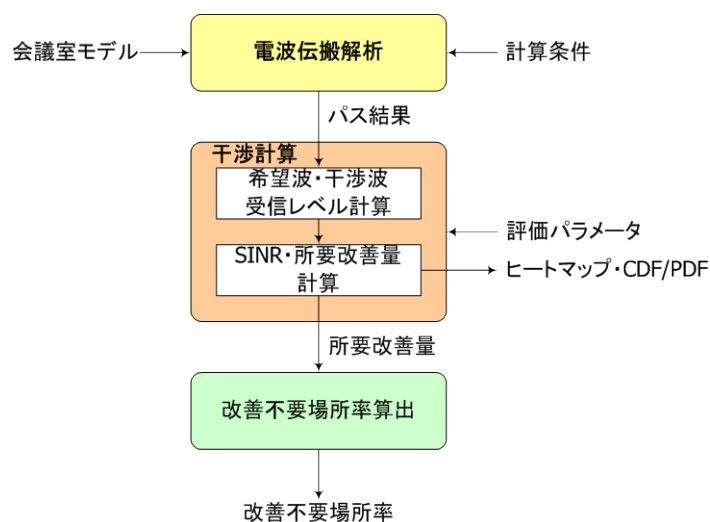 会議室モデル
電波伝搬解析
計算条件
パス結果
干渉計算
希望波・干渉波
受信レベル計算
評価パラメータ
SINR・所要改善量
計算
ヒートマップ・CDF/PDF
所要改善量
改善不要場所率算出
改善不要場所率